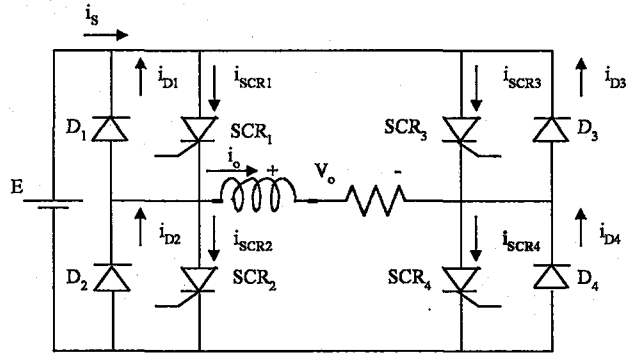 i_S
i_D1
i_SCR1
i_SCR3
i_D3
D_1
SCR_1
SCR_3
D_3
i_o
+
V_o
-
E
i_D2
i_SCR2
i_SCR4
i_D4
D_2
SCR_2
SCR_4
D_4